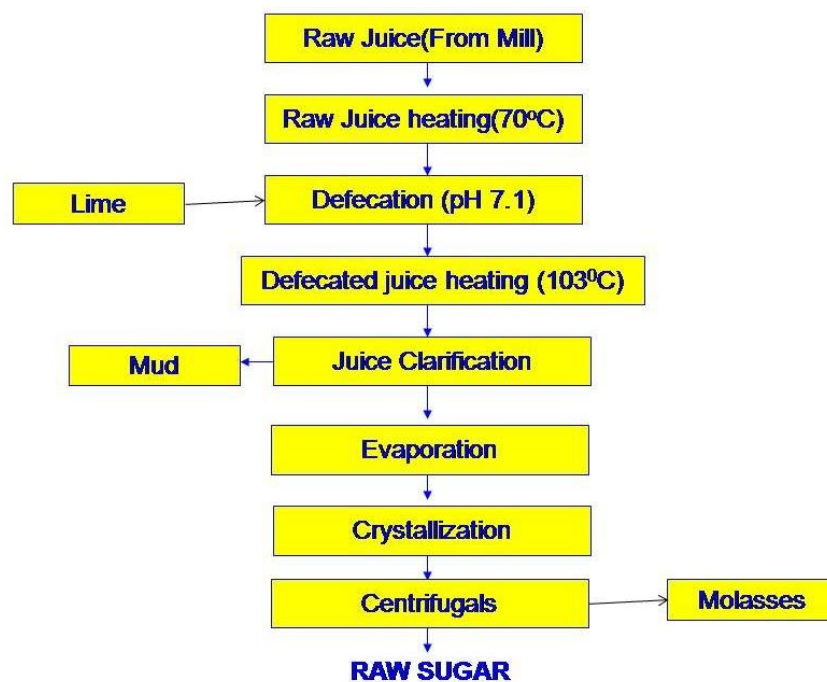 Raw Juice(From Mill)
Raw Juice heating(70⁰C)
Lime
Defecation (pH 7.1)
Defecated juice heating (103⁰C)
Mud
Juice Clarification
Evaporation
Crystallization
Centrifugals
Molasses
RAW SUGAR